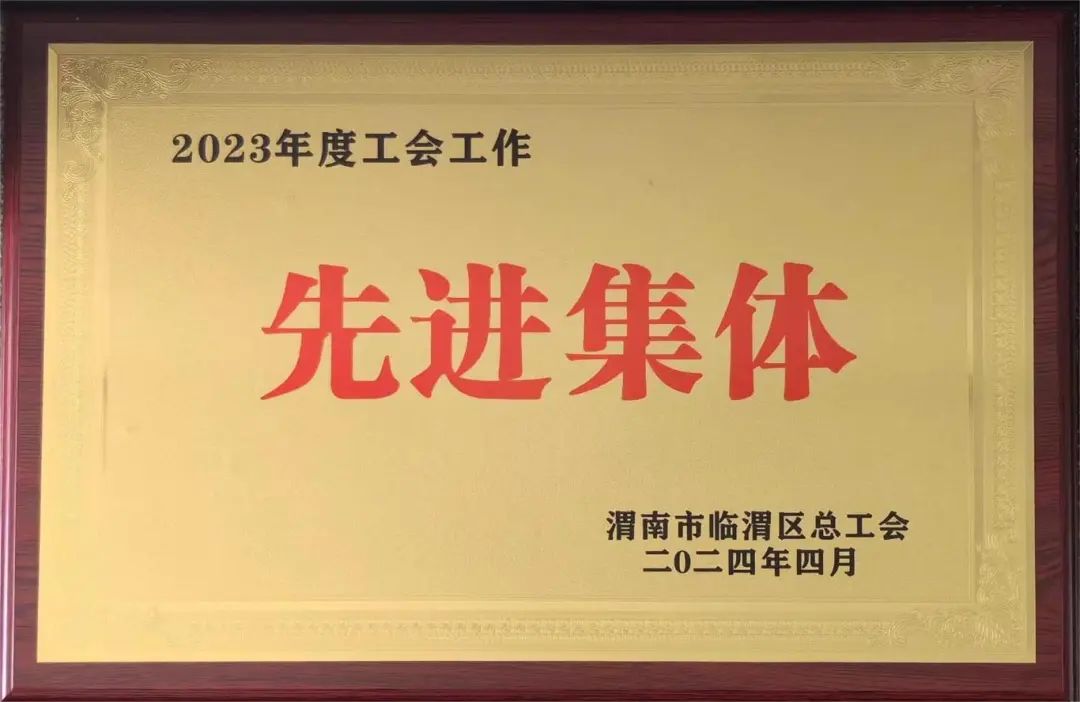 2023年度工会工作
先进集体
渭南市临渭区总工会
二0二四年四月